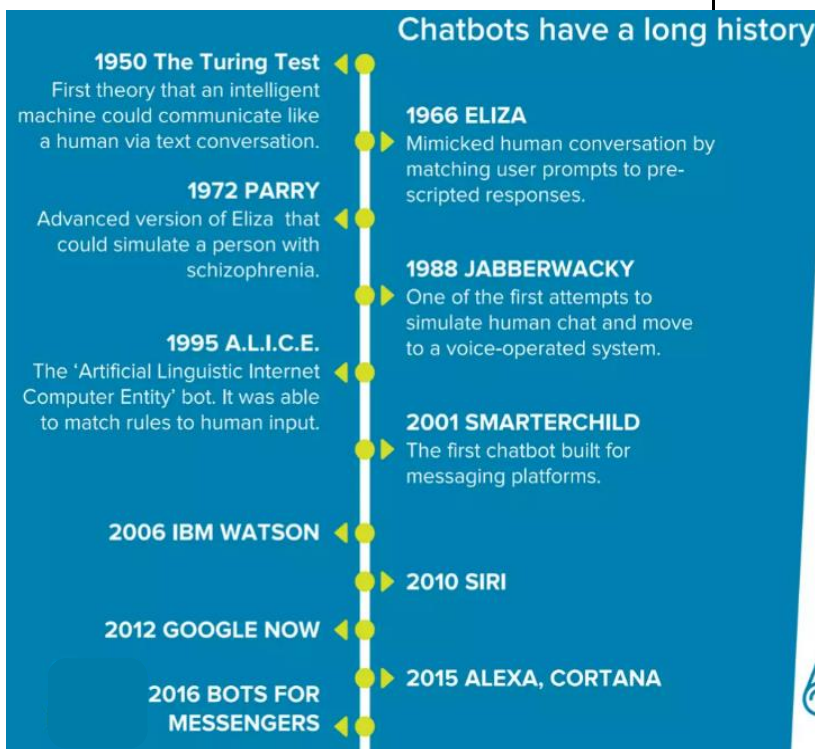 Chatbots have a long history
1950 The Turing Test
First theory that an intelligent
machine could communicate like
a human via text conversation.
1966 ELIZA
Mimicked human conversation by
matching user prompts to pre-
scripted responses.
1972 PARRY
Advanced version of Eliza that
could simulate a person with
schizophrenia.
1988 JABBERWACKY
One of the first attempts to
simulate human chat and move
to a voice-operated system.
1995 A.L.I.C.E.
The ‘Artificial Linguistic Internet
Computer Entity’ bot. It was able
to match rules to human input.
2001 SMARTERCHILD
The first chatbot built for
messaging platforms.
2006 IBM WATSON
2010 SIRI
2012 GOOGLE NOW
2015 ALEXA, CORTANA
2016 BOTS FOR
MESSENGERS